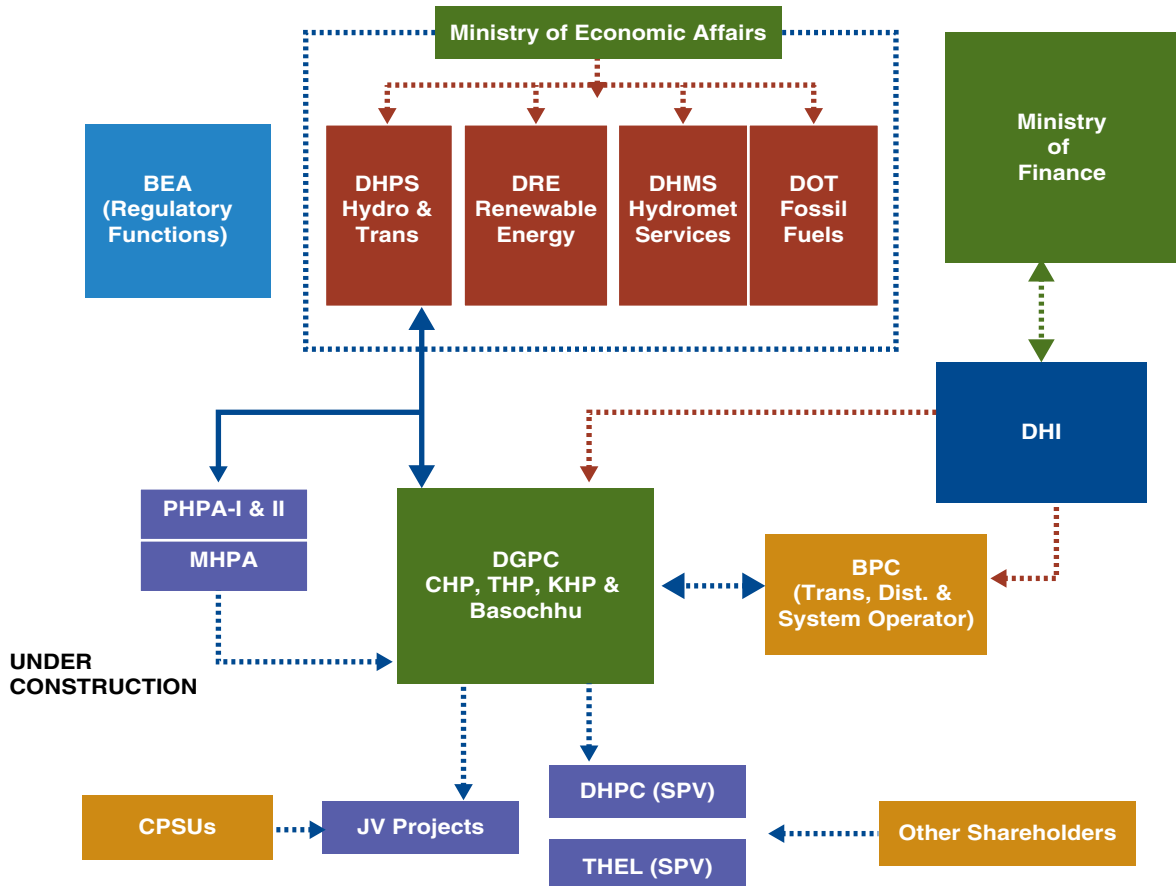 Ministry of Economic Affairs
Ministry
of
Finance
BEA
(Regulatory
Functions)
DHPS
Hydro &
Trans
DRE
Renewable
Energy
DHMS
Hydromet
Services
DOT
Fossil
Fuels
DHI
PHPA-I & II
MHPA
DGPC
CHP, THP, KHP &
Basochhu
BPC
(Trans, Dist. &
System Operator)
UNDER
CONSTRUCTION
CPSUs
JV Projects
DHPC (SPV)
THEL (SPV)
Other Shareholders